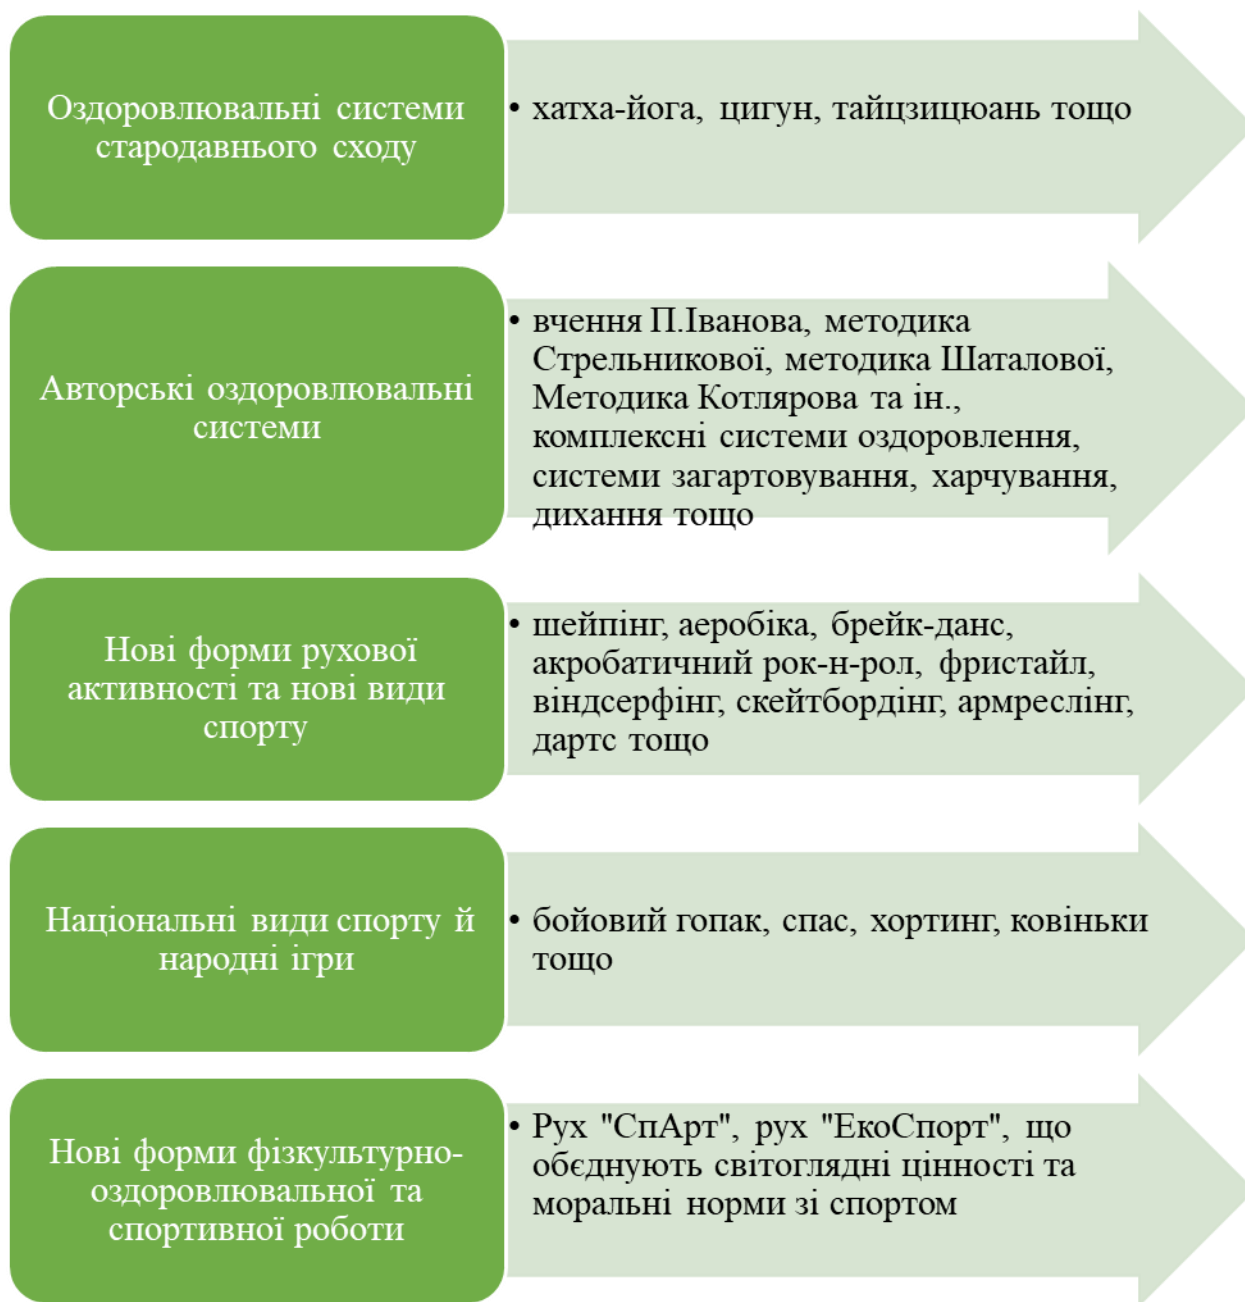 Оздоровлювальні системи
стародавнього сходу
• хатха-йога, цигун, тайцзицюань тощо
Авторські оздоровлювальні
системи
• вчення П.Іванова, методика
Стрельникової, методика Шаталової,
Методика Котлярова та ін.,
комплексні системи оздоровлення,
системи загартовування, харчування,
дихання тощо
Нові форми рухової
активності та нові види
спорту
• шейпінг, аеробіка, брейк-данс,
акробатичний рок-н-рол, фристайл,
віндсерфінг, скейтбордінг, армреслінг,
дартс тощо
Національні види спорту й
народні ігри
• бойовий гопак, спас, хортинг, ковіньки
тощо
Нові форми фізкультурно-
оздоровлювальної та
спортивної роботи
• Рух "СпАрт", рух "ЕкоСпорт", що
обєднують світоглядні цінності та
моральні норми зі спортом